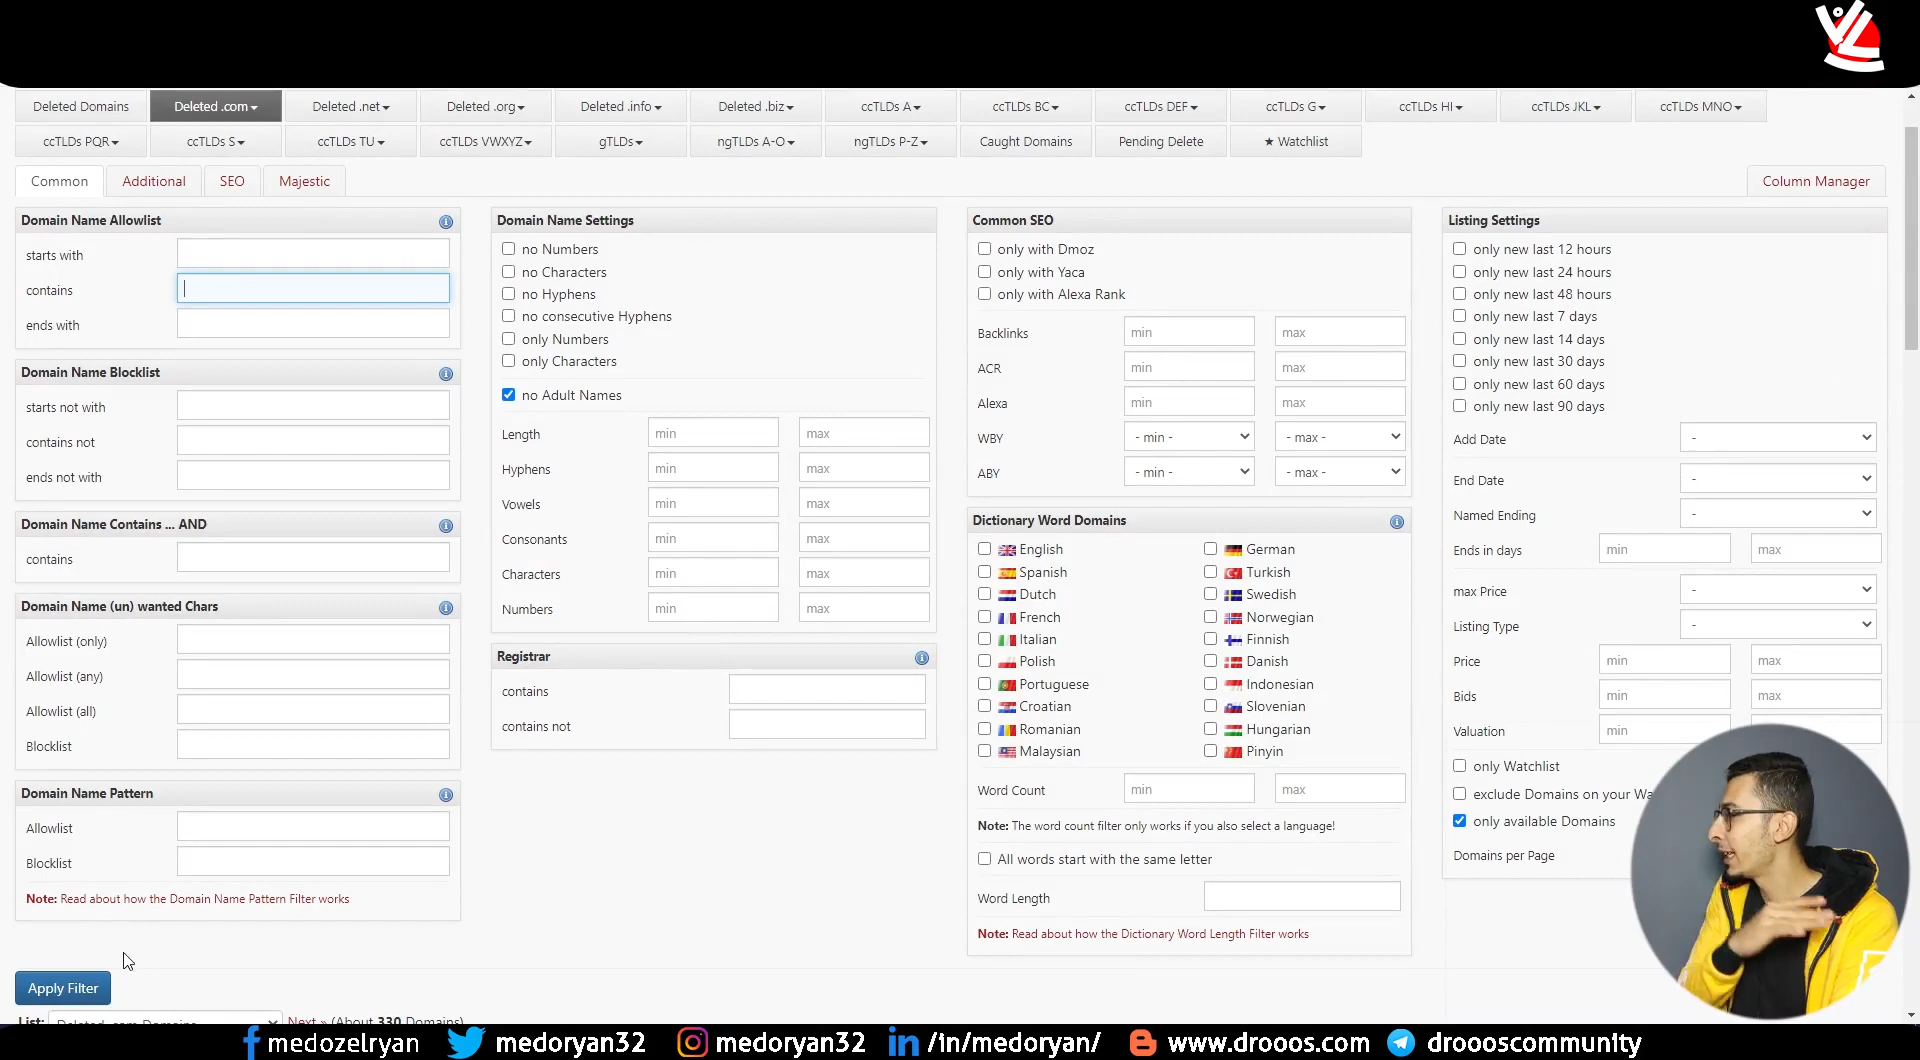 Deleted Domains Deleted .com Deleted .net Deleted .org Deleted .info Deleted .biz ccTLDs A ccTLDs BC ccTLDs DEF ccTLDs G ccTLDs HI ccTLDs JKL ccTLDs MNO
ccTLDs PQR ccTLDs S ccTLDs TU ccTLDs VWXYZ gTLDs ngTLDs A-O ngTLDs P-Z Caught Domains Pending Delete ★ Watchlist
Common Additional SEO Majestic Column Manager
Domain Name Allowlist
starts with
contains
ends with
Domain Name Blocklist
starts not with
contains not
ends not with
Domain Name Contains ... AND
contains
Domain Name (un) wanted Chars
Allowlist (only)
Allowlist (any)
Allowlist (all)
Blocklist
Domain Name Pattern
Allowlist
Blocklist
Note: Read about how the Domain Name Pattern Filter works
Domain Name Settings
no Numbers
no Characters
no Hyphens
no consecutive Hyphens
only Numbers
only Characters
no Adult Names
Length min max
Hyphens min max
Vowels min max
Consonants min max
Characters min max
Numbers min max
Registrar
contains
contains not
Common SEO
only with Dmoz
only with Yaca
only with Alexa Rank
Backlinks min max
ACR min max
Alexa min max
WBY - min - - max -
ABY - min - - max -
Dictionary Word Domains
English German
Spanish Turkish
Dutch Swedish
French Norwegian
Italian Finnish
Polish Danish
Portuguese Indonesian
Croatian Slovenian
Romanian Hungarian
Malaysian Pinyin
Word Count min max
Note: The word count filter only works if you also select a language!
All words start with the same letter
Word Length
Note: Read about how the Dictionary Word Length Filter works
Listing Settings
only new last 12 hours
only new last 24 hours
only new last 48 hours
only new last 7 days
only new last 14 days
only new last 30 days
only new last 60 days
only new last 90 days
Add Date -
End Date -
Named Ending -
Ends in days min max
max Price -
Listing Type -
Price min max
Bids min max
Valuation min
only Watchlist
exclude Domains on your Wa
only available Domains
Domains per Page
Apply Filter
List: Deleted .com Domains Next » (About 330 Domains)
medozelryan medoryan32 medoryan32 /in/medoryan/ www.drooos.com droooscommunity